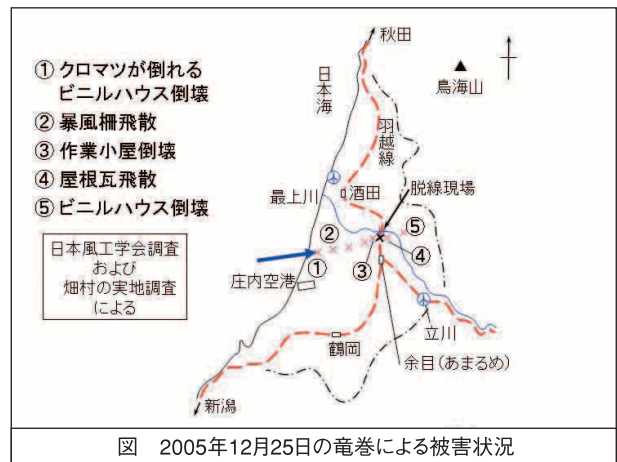 ① クロマツが倒れる
ビニルハウス倒壊
② 暴風柵飛散
③ 作業小屋倒壊
④ 屋根瓦飛散
⑤ ビニルハウス倒壊
日本風工学会調査
および
畑村の実地調査
による
秋田
日本海
鳥海山
羽越線
最上川
酒田
脱線現場
②
⑤
①
③
④
庄内空港
立川
鶴岡
余目(あまるめ)
新潟
図 2005年12月25日の竜巻による被害状況